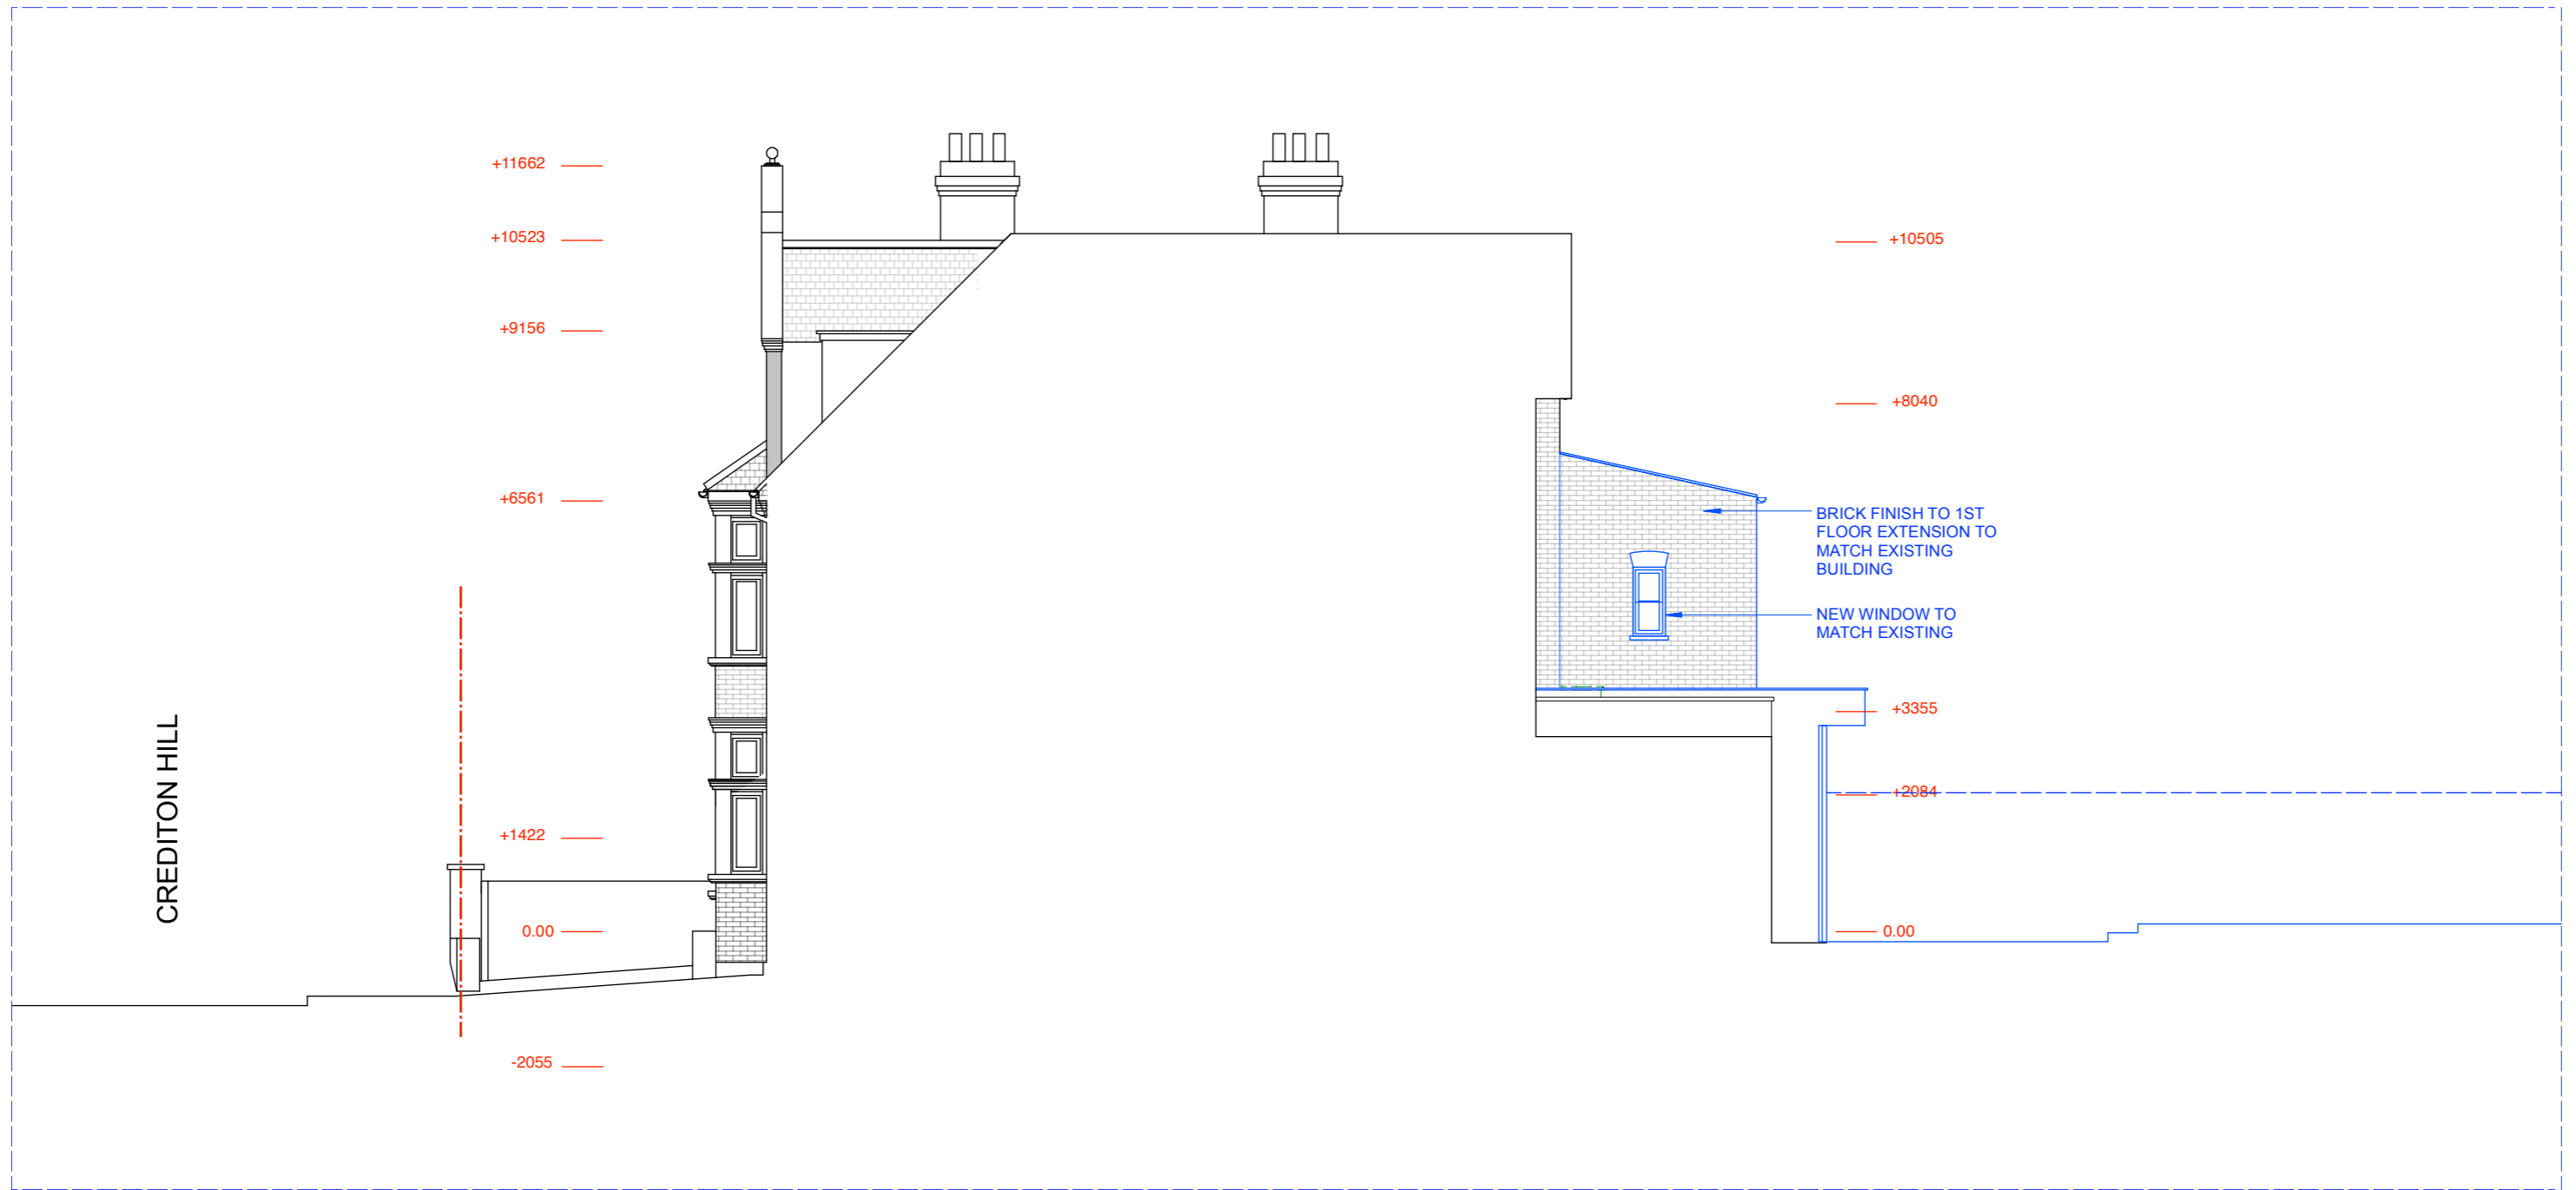 +11662
+10523
+9156
+6561
+1422
0.00
-2055
CREDITON HILL
+10505
+8040
BRICK FINISH TO 1ST
FLOOR EXTENSION TO
MATCH EXISTING
BUILDING
NEW WINDOW TO
MATCH EXISTING
+3355
+2084
0.00